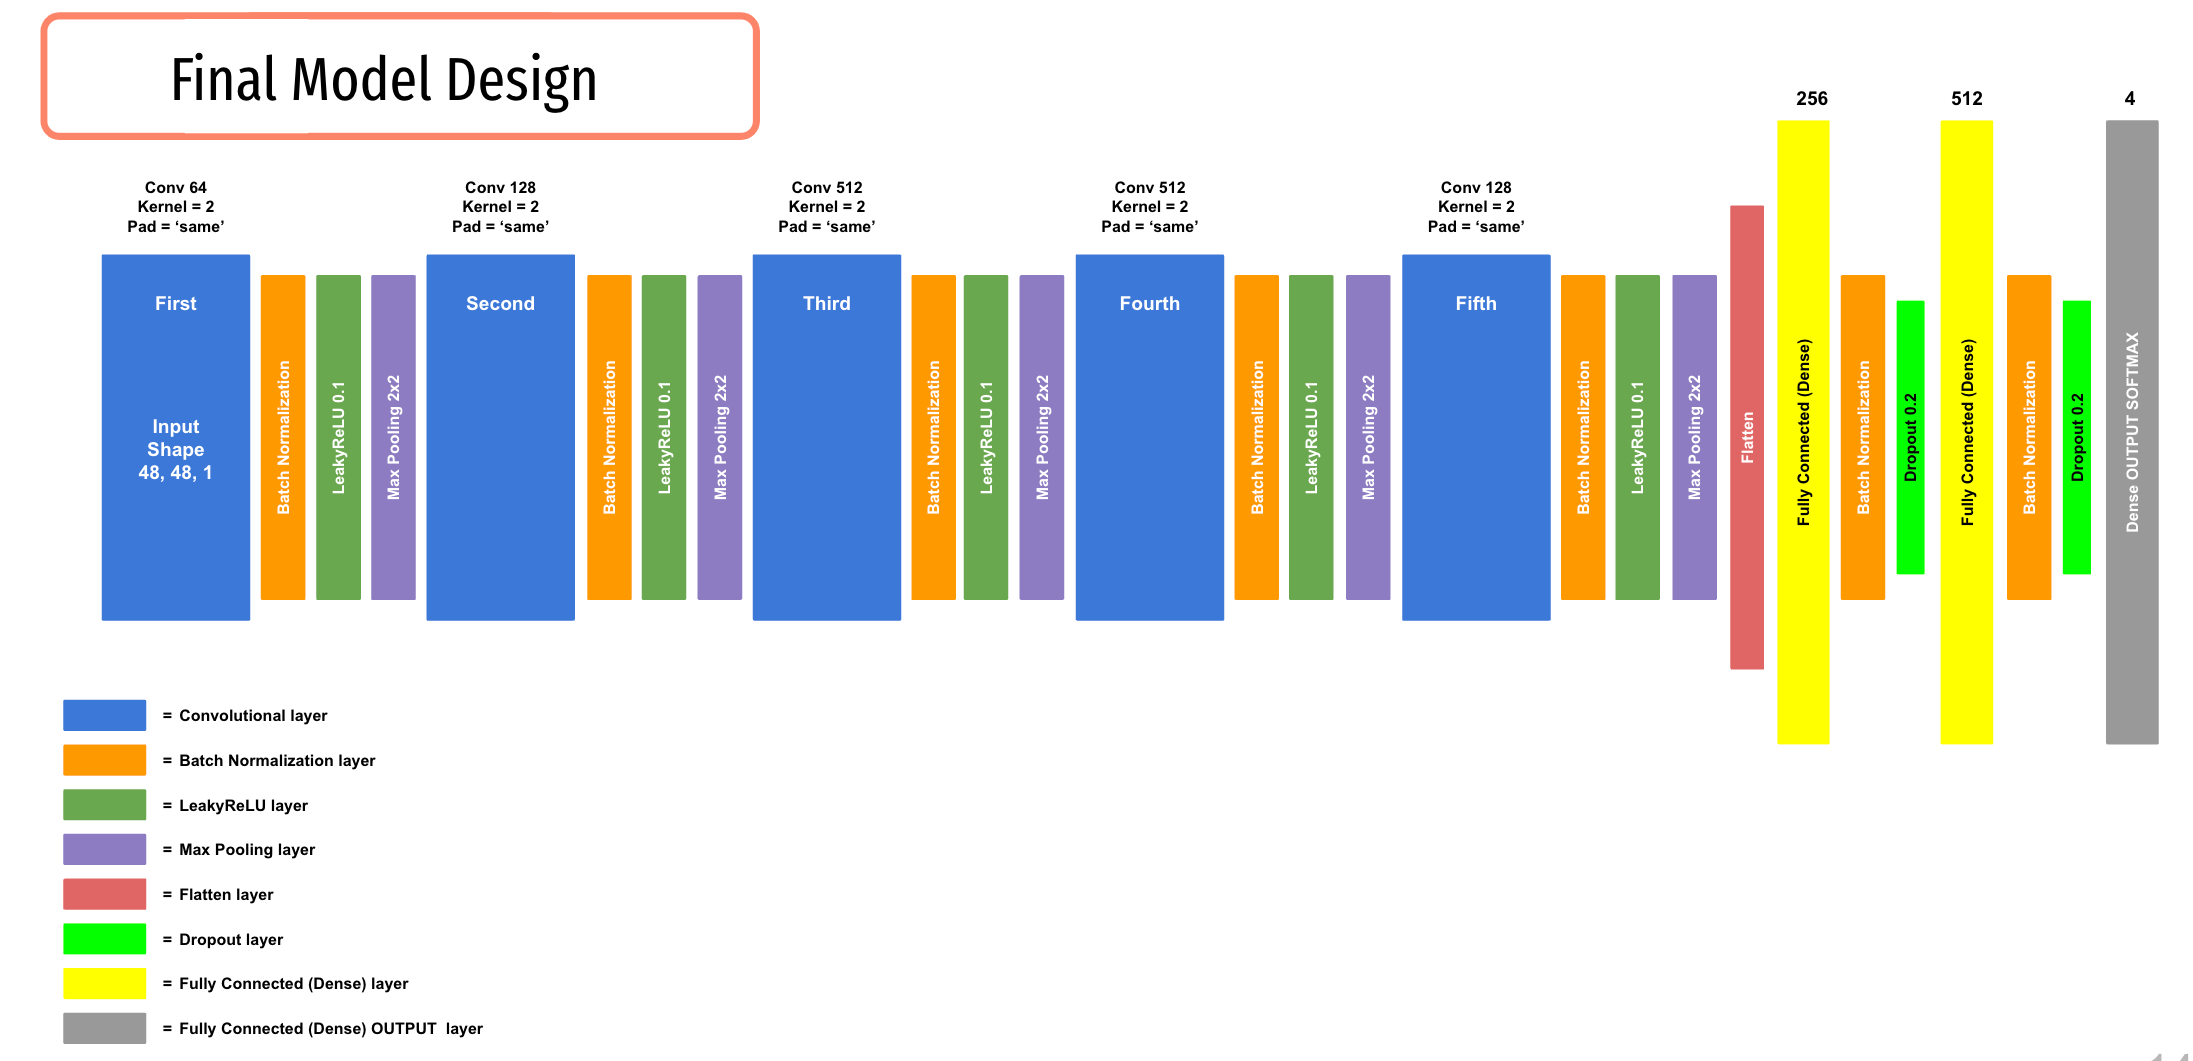 Final Model Design
256
512
4
Conv 64
Kernel = 2
Pad = ‘same’
Conv 128
Kernel = 2
Pad = ‘same’
Conv 512
Kernel = 2
Pad = ‘same’
Conv 512
Kernel = 2
Pad = ‘same’
Conv 128
Kernel = 2
Pad = ‘same’
First
Input
Shape
48, 48, 1
Batch Normalization
LeakyReLU 0.1
Max Pooling 2x2
Second
Batch Normalization
LeakyReLU 0.1
Max Pooling 2x2
Third
Batch Normalization
LeakyReLU 0.1
Max Pooling 2x2
Fourth
Batch Normalization
LeakyReLU 0.1
Max Pooling 2x2
Fifth
Batch Normalization
LeakyReLU 0.1
Max Pooling 2x2
Flatten
Fully Connected (Dense)
Batch Normalization
Dropout 0.2
Fully Connected (Dense)
Batch Normalization
Dropout 0.2
Dense OUTPUT SOFTMAX
= Convolutional layer
= Batch Normalization layer
= LeakyReLU layer
= Max Pooling layer
= Flatten layer
= Dropout layer
= Fully Connected (Dense) layer
= Fully Connected (Dense) OUTPUT layer